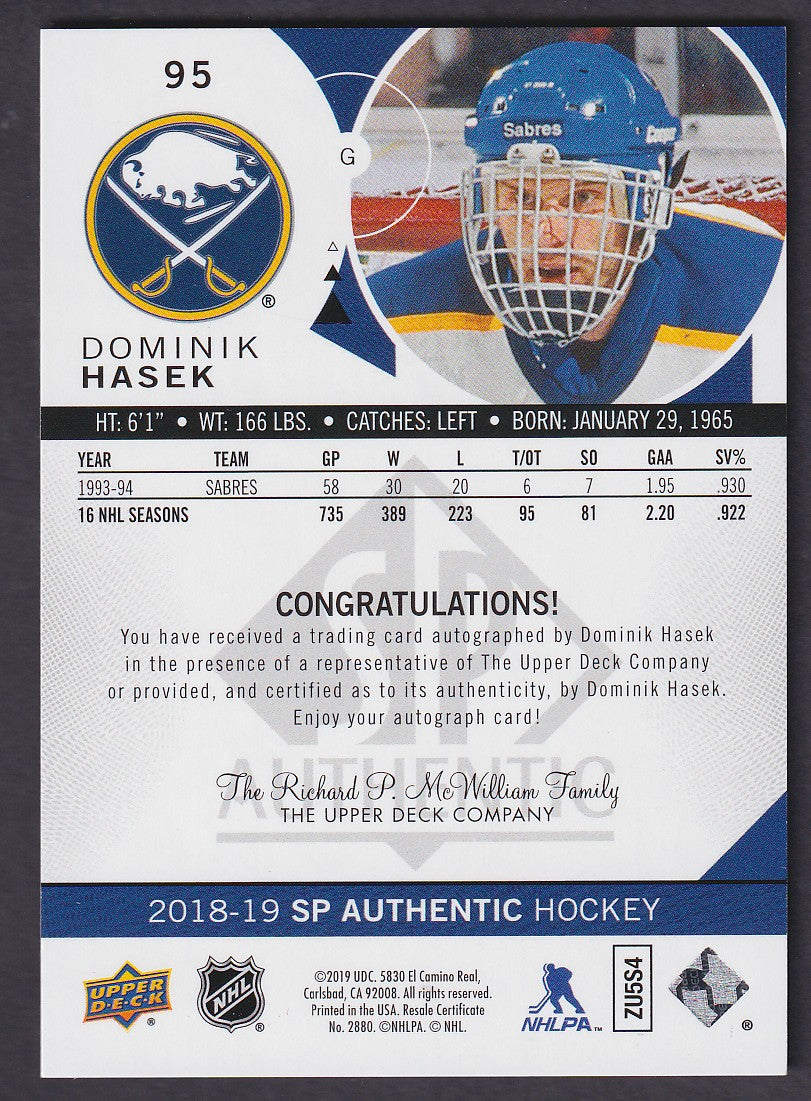 95
G
Sabres
Cooper
®
DOMINIK
HASEK
HT: 6'1" • WT: 166 LBS. • CATCHES: LEFT • BORN: JANUARY 29, 1965
YEAR TEAM GP W L T/OT SO GAA SV%
1993-94 SABRES 58 30 20 6 7 1.95 .930
16 NHL SEASONS 735 389 223 95 81 2.20 .922
SP
AUTHENTIC
CONGRATULATIONS!
You have received a trading card autographed by Dominik Hasek
in the presence of a representative of The Upper Deck Company
or provided, and certified as to its authenticity, by Dominik Hasek.
Enjoy your autograph card!
The Richard P. McWilliam Family
THE UPPER DECK COMPANY
2018-19 SP AUTHENTIC HOCKEY
UPPER
D·E·C·K
®
NHL
®
©2019 UDC. 5830 El Camino Real,
Carlsbad, CA 92008. All rights reserved.
Printed in the USA. Resale Certificate
No. 2880. ©NHLPA. © NHL.
NHLPA™
ZU5S4
®